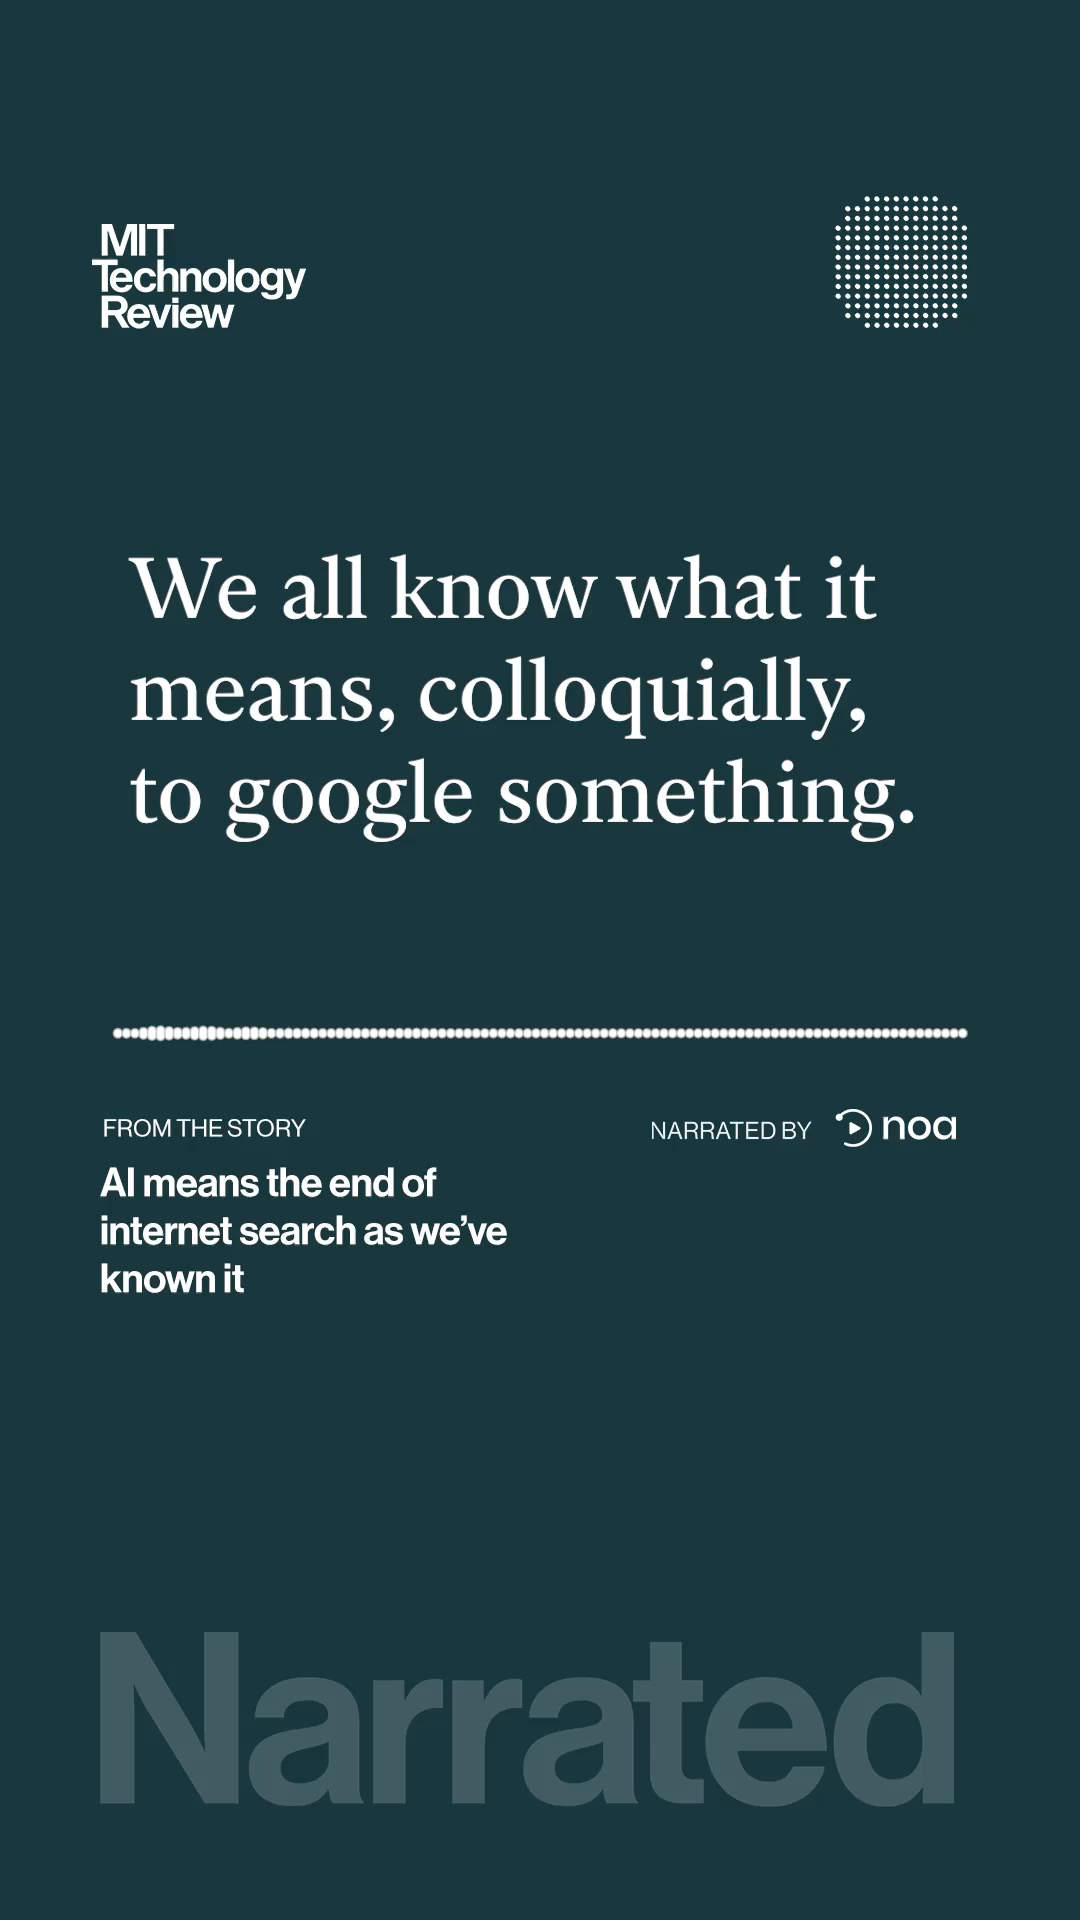 MIT
Technology
Review
We all know what it
means, colloquially,
to google something.
FROM THE STORY
AI means the end of
internet search as we’ve
known it
NARRATED BY noa
Narrated